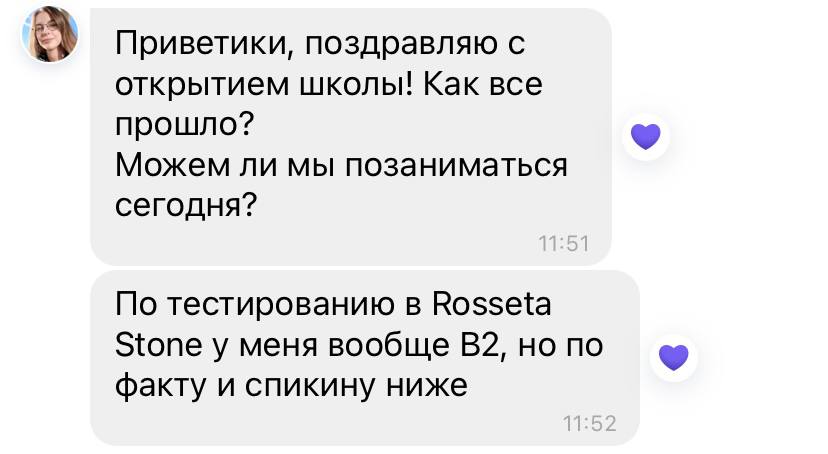 Приветики, поздравляю с
открытием школы! Как все
прошло?
Можем ли мы позаниматься
сегодня?
11:51
По тестированию в Rosseta
Stone у меня вообще B2, но по
факту и спикину ниже
11:52